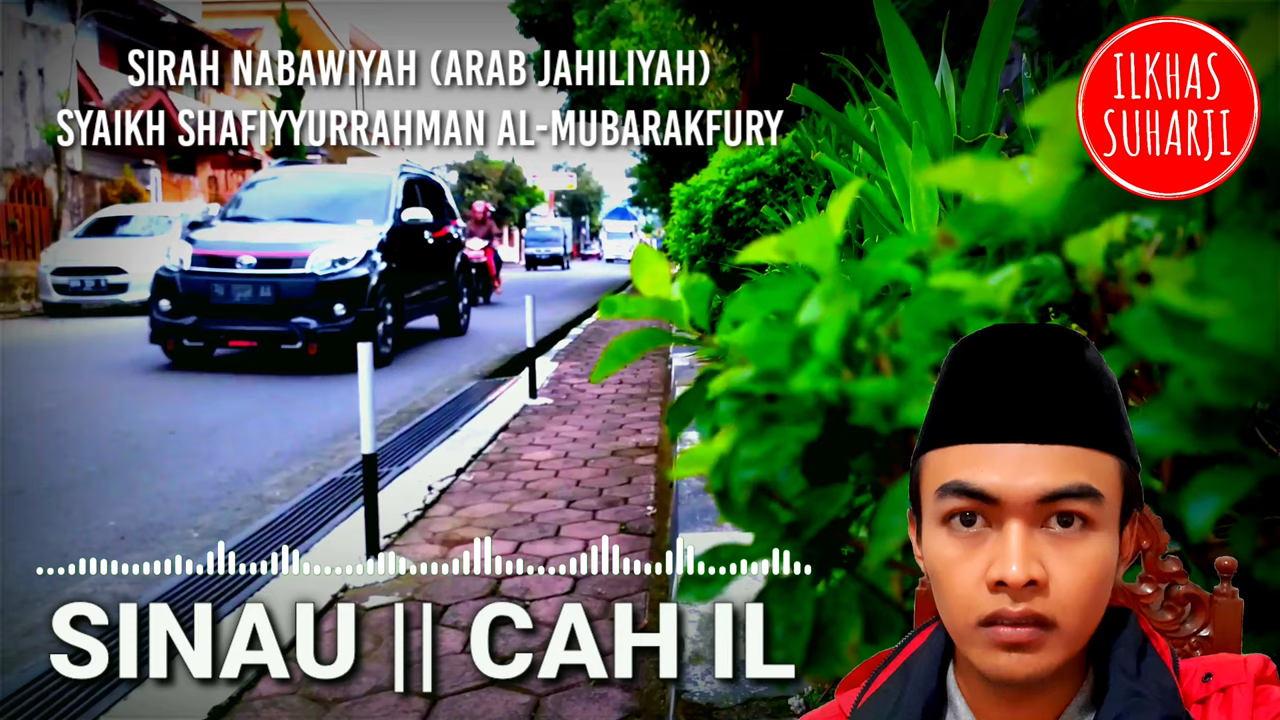 SIRAH NABAWIYAH (ARAB JAHILIYAH)
SYAIKH SHAFIYYURRAHMAN AL-MUBARAKFURY
ILKHAS
SUHARJI
SINAU || CAH IL